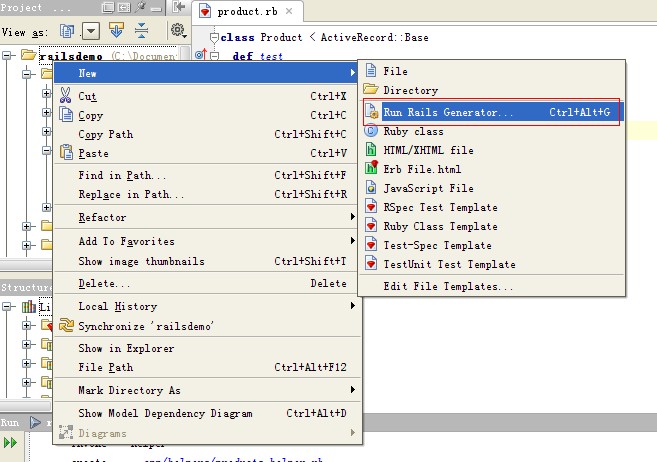 Project
product.rb
View as:
class Product < ActiveRecord::Base
def test
railsdemo (C:\Document
New
Cut Ctrl+X
Copy Ctrl+C
Copy Path Ctrl+Shift+C
Paste Ctrl+V
Find in Path... Ctrl+Shift+F
Replace in Path... Ctrl+Shift+R
Refactor
Add To Favorites
Show image thumbnails Ctrl+Shift+T
Delete... Delete
Local History
Synchronize 'railsdemo'
Show in Explorer
File Path Ctrl+Alt+F12
Mark Directory As
Show Model Dependency Diagram Ctrl+Alt+D
Diagrams
File
Directory
Run Rails Generator... Ctrl+Alt+G
Ruby class
HTML/XHTML file
Erb File.html
JavaScript File
RSpec Test Template
Ruby Class Template
Test-Spec Template
TestUnit Test Template
Edit File Templates...
Structure
Li
Run